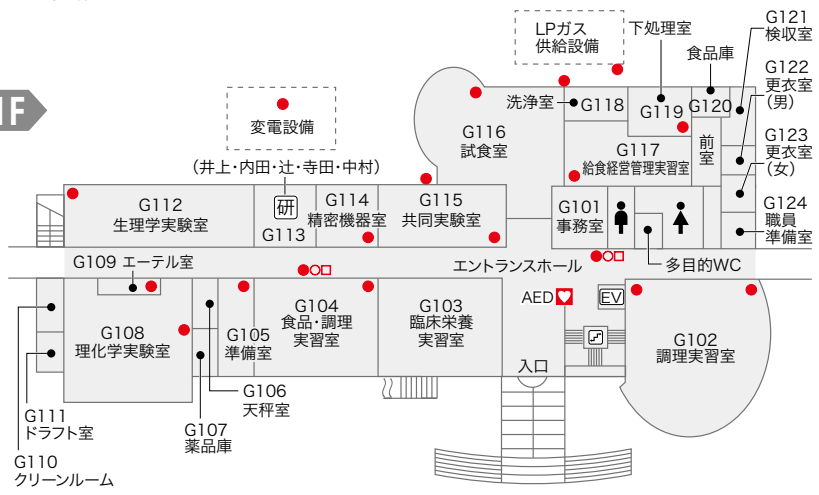 1F
LPガス
供給設備
下処理室
食品庫
G121
検収室
G122
更衣室
(男)
G123
更衣室
(女)
G124
職員
準備室
変電設備
洗浄室
G118
G119
G120
前
室
G116
試食室
G117
給食経営管理実習室
(井上・内田・辻・寺田・中村)
研
G113
G112
生理学実験室
G114
精密機器室
G115
共同実験室
G101
事務室
G109 エーテル室
エントランスホール
多目的WC
AED
EV
G108
理化学実験室
G105
準備室
G104
食品・調理
実習室
G103
臨床栄養
実習室
G102
調理実習室
入口
G106
天秤室
G107
薬品庫
G111
ドラフト室
G110
クリーンルーム